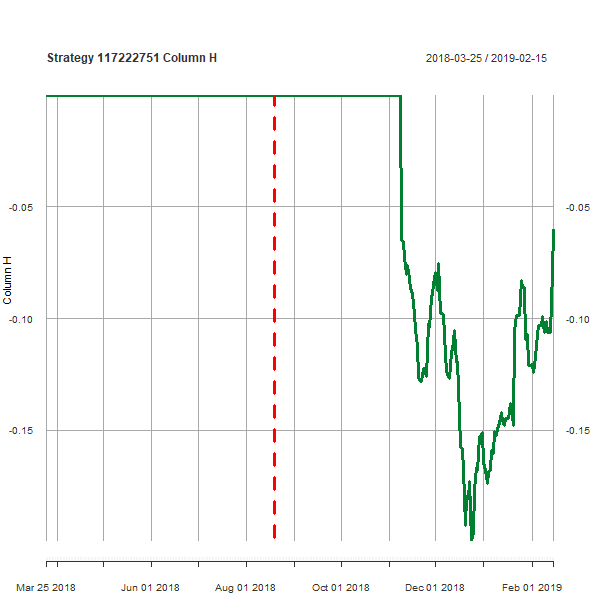 Strategy 117222751 Column H
2018-03-25 / 2019-02-15
Column H
-0.05
-0.05
-0.10
-0.10
-0.15
-0.15
Mar 25 2018
Jun 01 2018
Aug 01 2018
Oct 01 2018
Dec 01 2018
Feb 01 2019